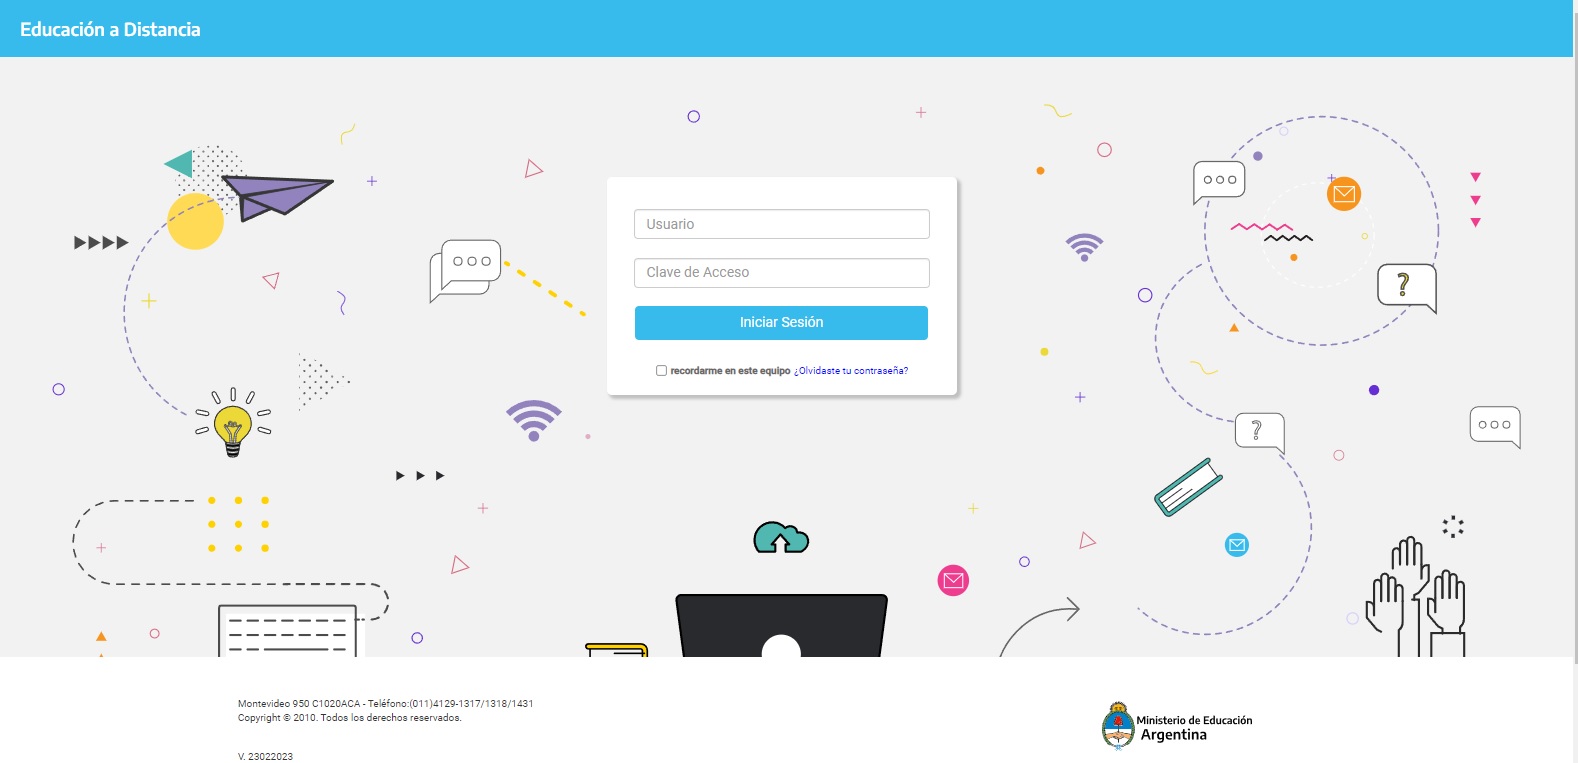 Educación a Distancia
Usuario
Clave de Acceso
Iniciar Sesión
recordarme en este equipo ¿Olvidaste tu contraseña?
?
?
Montevideo 950 C1020ACA - Teléfono:(011)4129-1317/1318/1431
Copyright © 2010. Todos los derechos reservados.
V. 23022023
Ministerio de Educación
Argentina